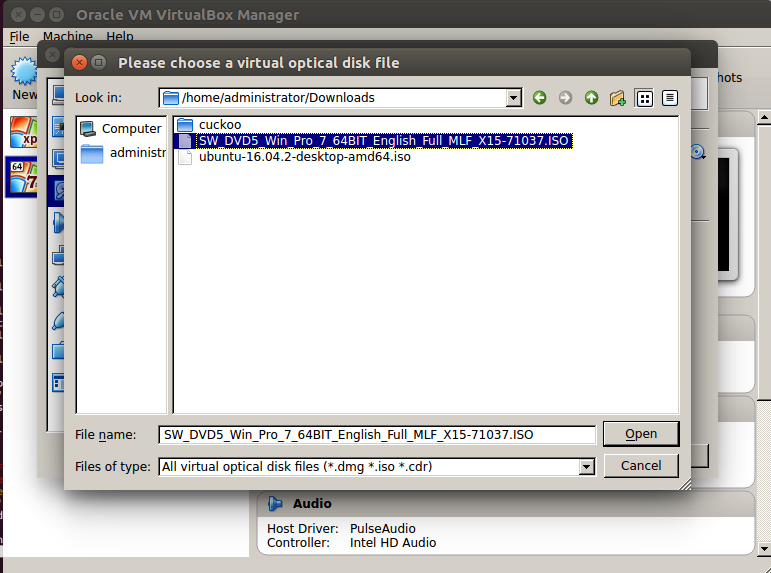 Oracle VM VirtualBox Manager
File Machine Help
New
xp
64
7
Please choose a virtual optical disk file
Look in: /home/administrator/Downloads
Computer
administr
cuckoo
SW_DVD5_Win_Pro_7_64BIT_English_Full_MLF_X15-71037.ISO
ubuntu-16.04.2-desktop-amd64.iso
hots
File name: SW_DVD5_Win_Pro_7_64BIT_English_Full_MLF_X15-71037.ISO
Open
Files of type: All virtual optical disk files (*.dmg *.iso *.cdr)
Cancel
Audio
Host Driver: PulseAudio
Controller: Intel HD Audio